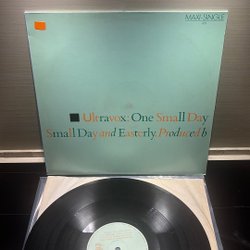 MAXI-SINGLE
Ultravox: One Small Day
Small Day and Easterly. Produced b